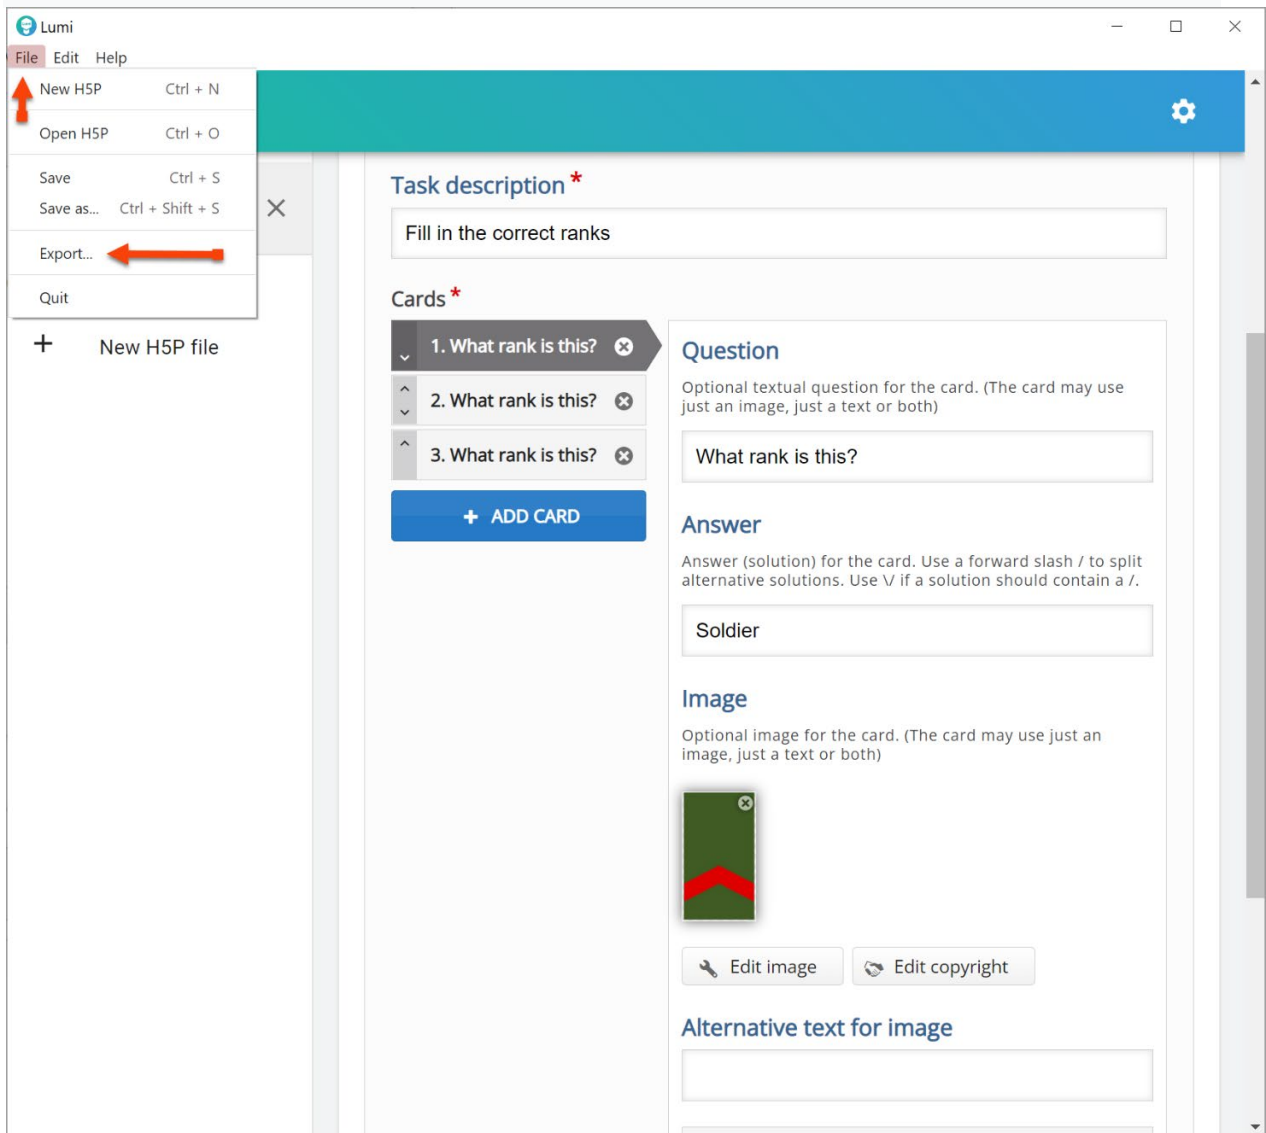 Lumi
File Edit Help
New H5P Ctrl + N
Open H5P Ctrl + O
Save Ctrl + S
Save as... Ctrl + Shift + S
Export...
Quit
+ New H5P file
Task description *
Fill in the correct ranks
Cards *
1. What rank is this?
2. What rank is this?
3. What rank is this?
+ ADD CARD
Question
Optional textual question for the card. (The card may use
just an image, just a text or both)
What rank is this?
Answer
Answer (solution) for the card. Use a forward slash / to split
alternative solutions. Use \/ if a solution should contain a /.
Soldier
Image
Optional image for the card. (The card may use just an
image, just a text or both)
Edit image Edit copyright
Alternative text for image